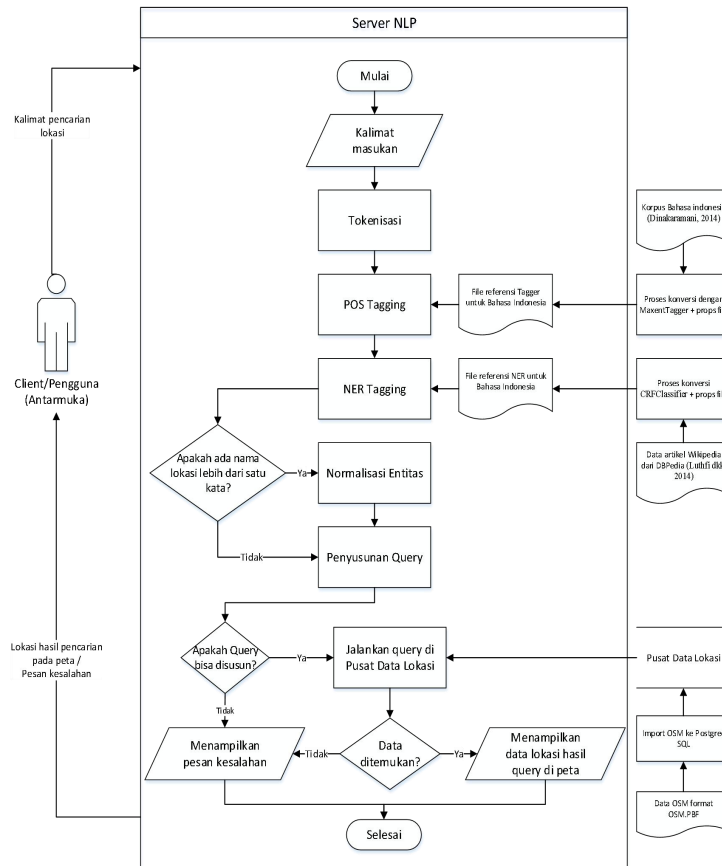 Server NLP
Mulai
Kalimat pencarian
lokasi
Kalimat
masukan
Tokenisasi
Korpus Bahasa indonesi
(Dinakaramani, 2014)
POS Tagging
File referensi Tagger
untuk Bahasa Indonesia
Proses konversi dengan
MaxentTagger + props fi
Client/Pengguna
(Antarmuka)
NER Tagging
File referensi NER untuk
Bahasa Indonesia
Proses konversi
CRFClassifier + props fil
Apakah ada nama
lokasi lebih dari satu
kata?
Ya
Normalisasi Entitas
Data artikel Wikipedia
dari DBPedia (Luthfi dkk
2014)
Tidak
Penyusunan Query
Lokasi hasil pencarian
pada peta /
Pesan kesalahan
Apakah Query
bisa disusun?
Ya
Jalankan query di
Pusat Data Lokasi
Pusat Data Lokasi
Tidak
Menampilkan
pesan kesalahan
Tidak
Data
ditemukan?
Ya
Menampilkan
data lokasi hasil
query di peta
Import OSM ke Postgre
SQL
Selesai
Data OSM format
OSM.PBF